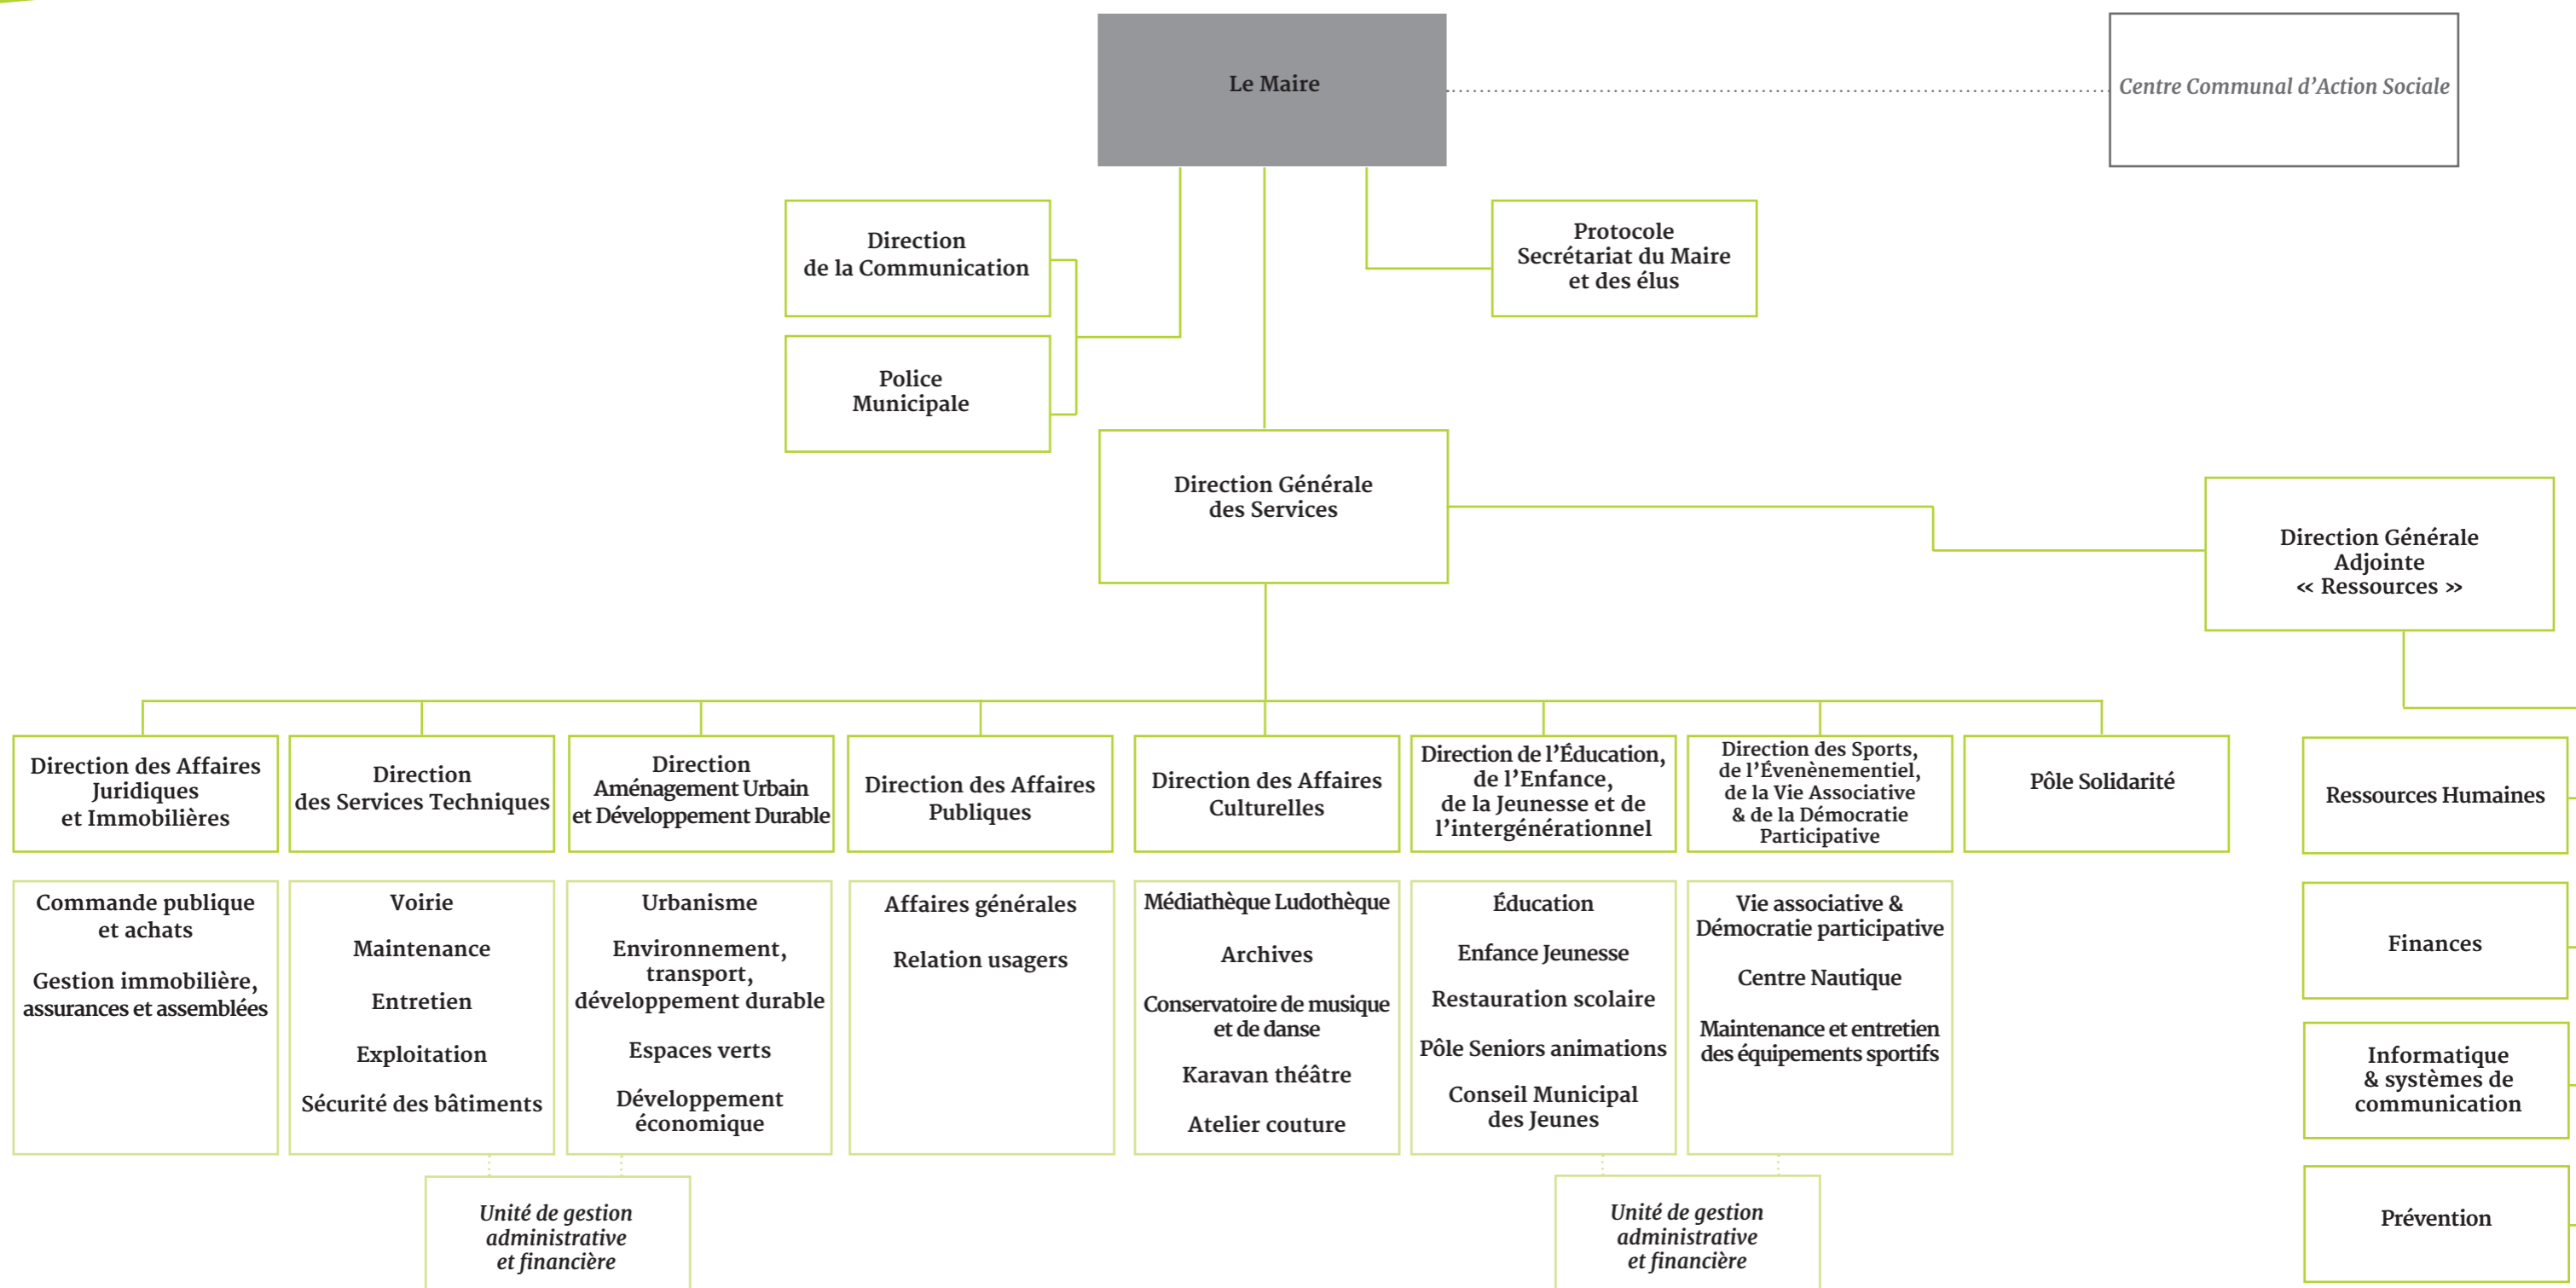 Le Maire
Centre Communal d’Action Sociale
Direction
de la Communication
Protocole
Secrétariat du Maire
et des élus
Police
Municipale
Direction Générale
des Services
Direction Générale
Adjointe
« Ressources »
Direction des Affaires
Juridiques
et Immobilières
Direction
des Services Techniques
Direction
Aménagement Urbain
et Développement Durable
Direction des Affaires
Publiques
Direction des Affaires
Culturelles
Direction de l’Éducation,
de l’Enfance,
de la Jeunesse et de
l’intergénérationnel
Direction des Sports,
de l’Évenènementiel,
de la Vie Associative
& de la Démocratie
Participative
Pôle Solidarité
Ressources Humaines
Commande publique
et achats
Gestion immobilière,
assurances et assemblées
Voirie
Maintenance
Entretien
Exploitation
Sécurité des bâtiments
Urbanisme
Environnement,
transport,
développement durable
Espaces verts
Développement
économique
Affaires générales
Relation usagers
Médiathèque Ludothèque
Archives
Conservatoire de musique
et de danse
Karavan théâtre
Atelier couture
Éducation
Enfance Jeunesse
Restauration scolaire
Pôle Seniors animations
Conseil Municipal
des Jeunes
Vie associative &
Démocratie participative
Centre Nautique
Maintenance et entretien
des équipements sportifs
Finances
Informatique
& systèmes de
communication
Prévention
Unité de gestion
administrative
et financière
Unité de gestion
administrative
et financière